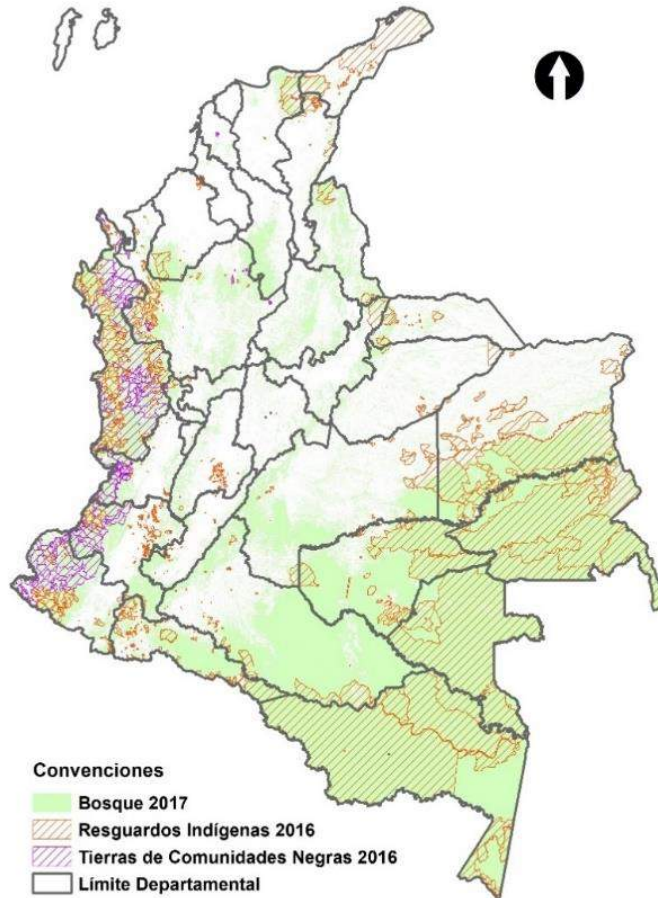 Convenciones
Bosque 2017
Resguardos Indígenas 2016
Tierras de Comunidades Negras 2016
Límite Departamental